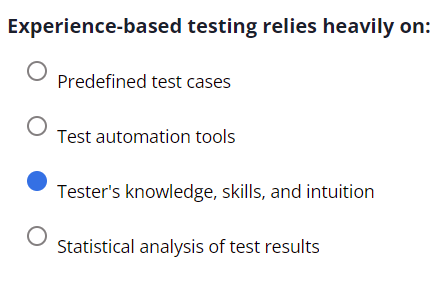 Experience-based testing relies heavily on:
Predefined test cases
Test automation tools
Tester's knowledge, skills, and intuition
Statistical analysis of test results